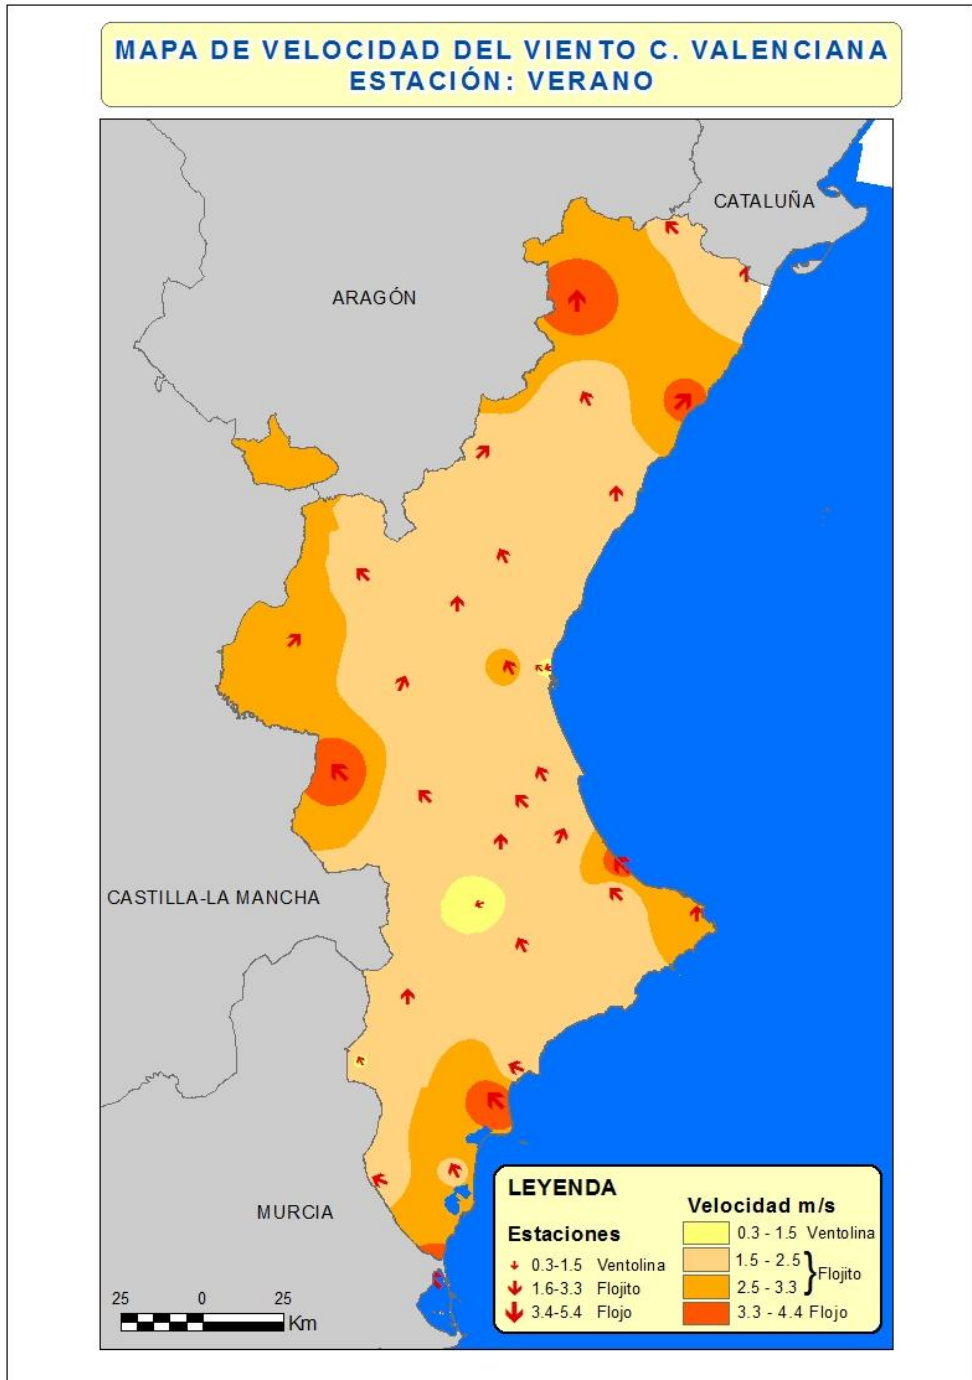 MAPA DE VELOCIDAD DEL VIENTO C. VALENCIANA
ESTACIÓN: VERANO
CATALUÑA
ARAGÓN
CASTILLA-LA MANCHA
MURCIA
25 0 25
Km
LEYENDA
Estaciones
0.3-1.5 Ventolina
1.6-3.3 Flojito
3.4-5.4 Flojo
Velocidad m/s
0.3 - 1.5 Ventolina
1.5 - 2.5
2.5 - 3.3
Flojito
3.3 - 4.4 Flojo